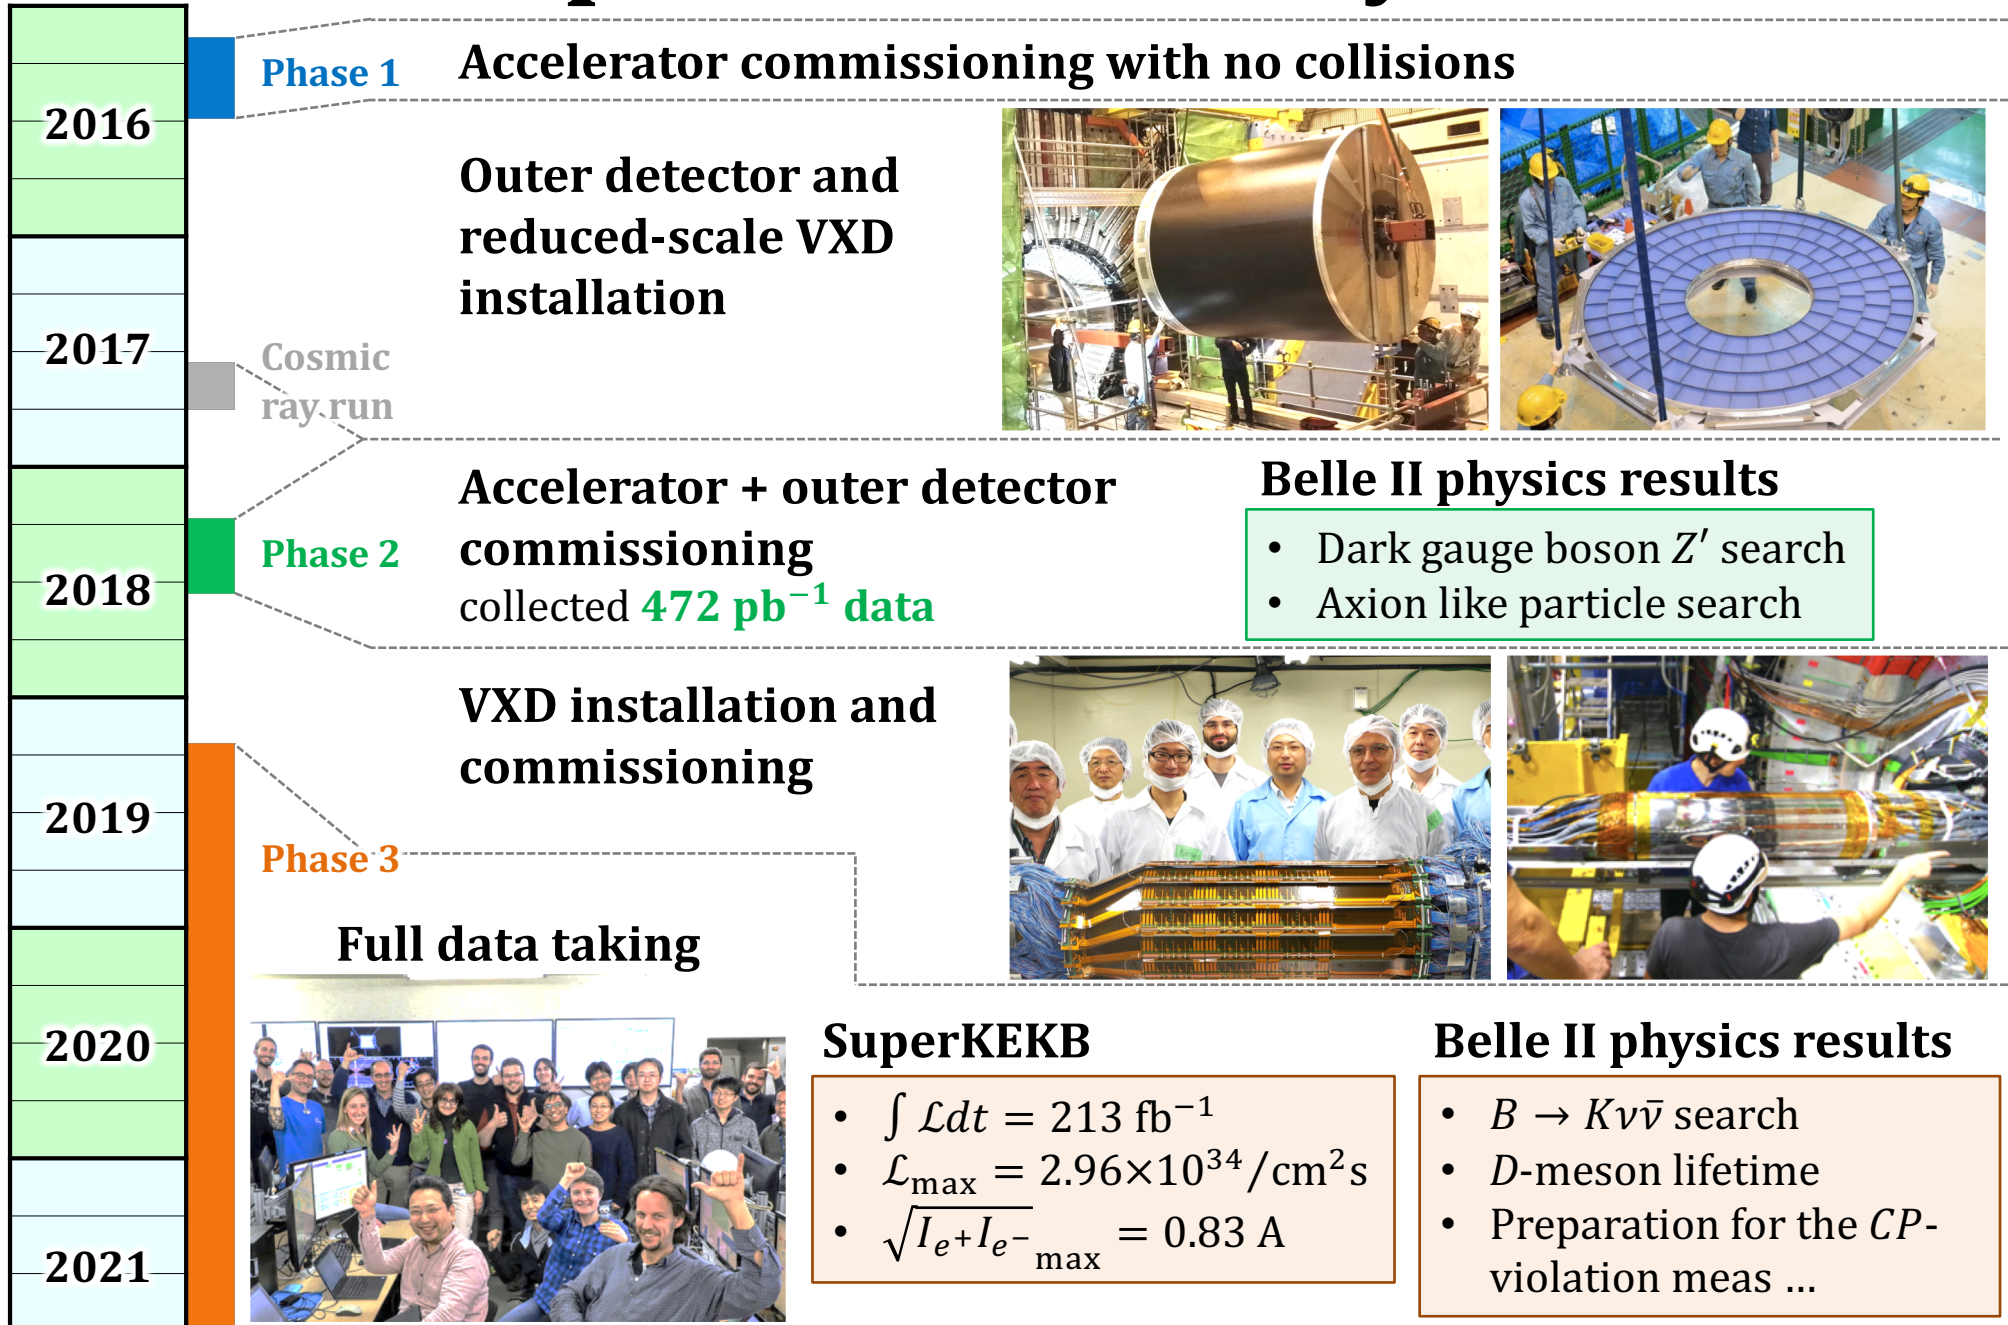 2016
Phase 1
Accelerator commissioning with no collisions
Outer detector and
reduced-scale VXD
installation
2017
Cosmic
ray run
2018
Phase 2
Accelerator + outer detector
commissioning
collected 472 pb⁻¹ data
Belle II physics results
• Dark gauge boson Z′ search
• Axion like particle search
VXD installation and
commissioning
2019
Phase 3
Full data taking
2020
2021
SuperKEKB
• ∫ ℒdt = 213 fb⁻¹
• ℒmax = 2.96×10³⁴/cm²s
• √(Iₑ⁺Iₑ⁻)max = 0.83 A
Belle II physics results
• B → Kνν̄ search
• D-meson lifetime
• Preparation for the CP-
violation meas ...